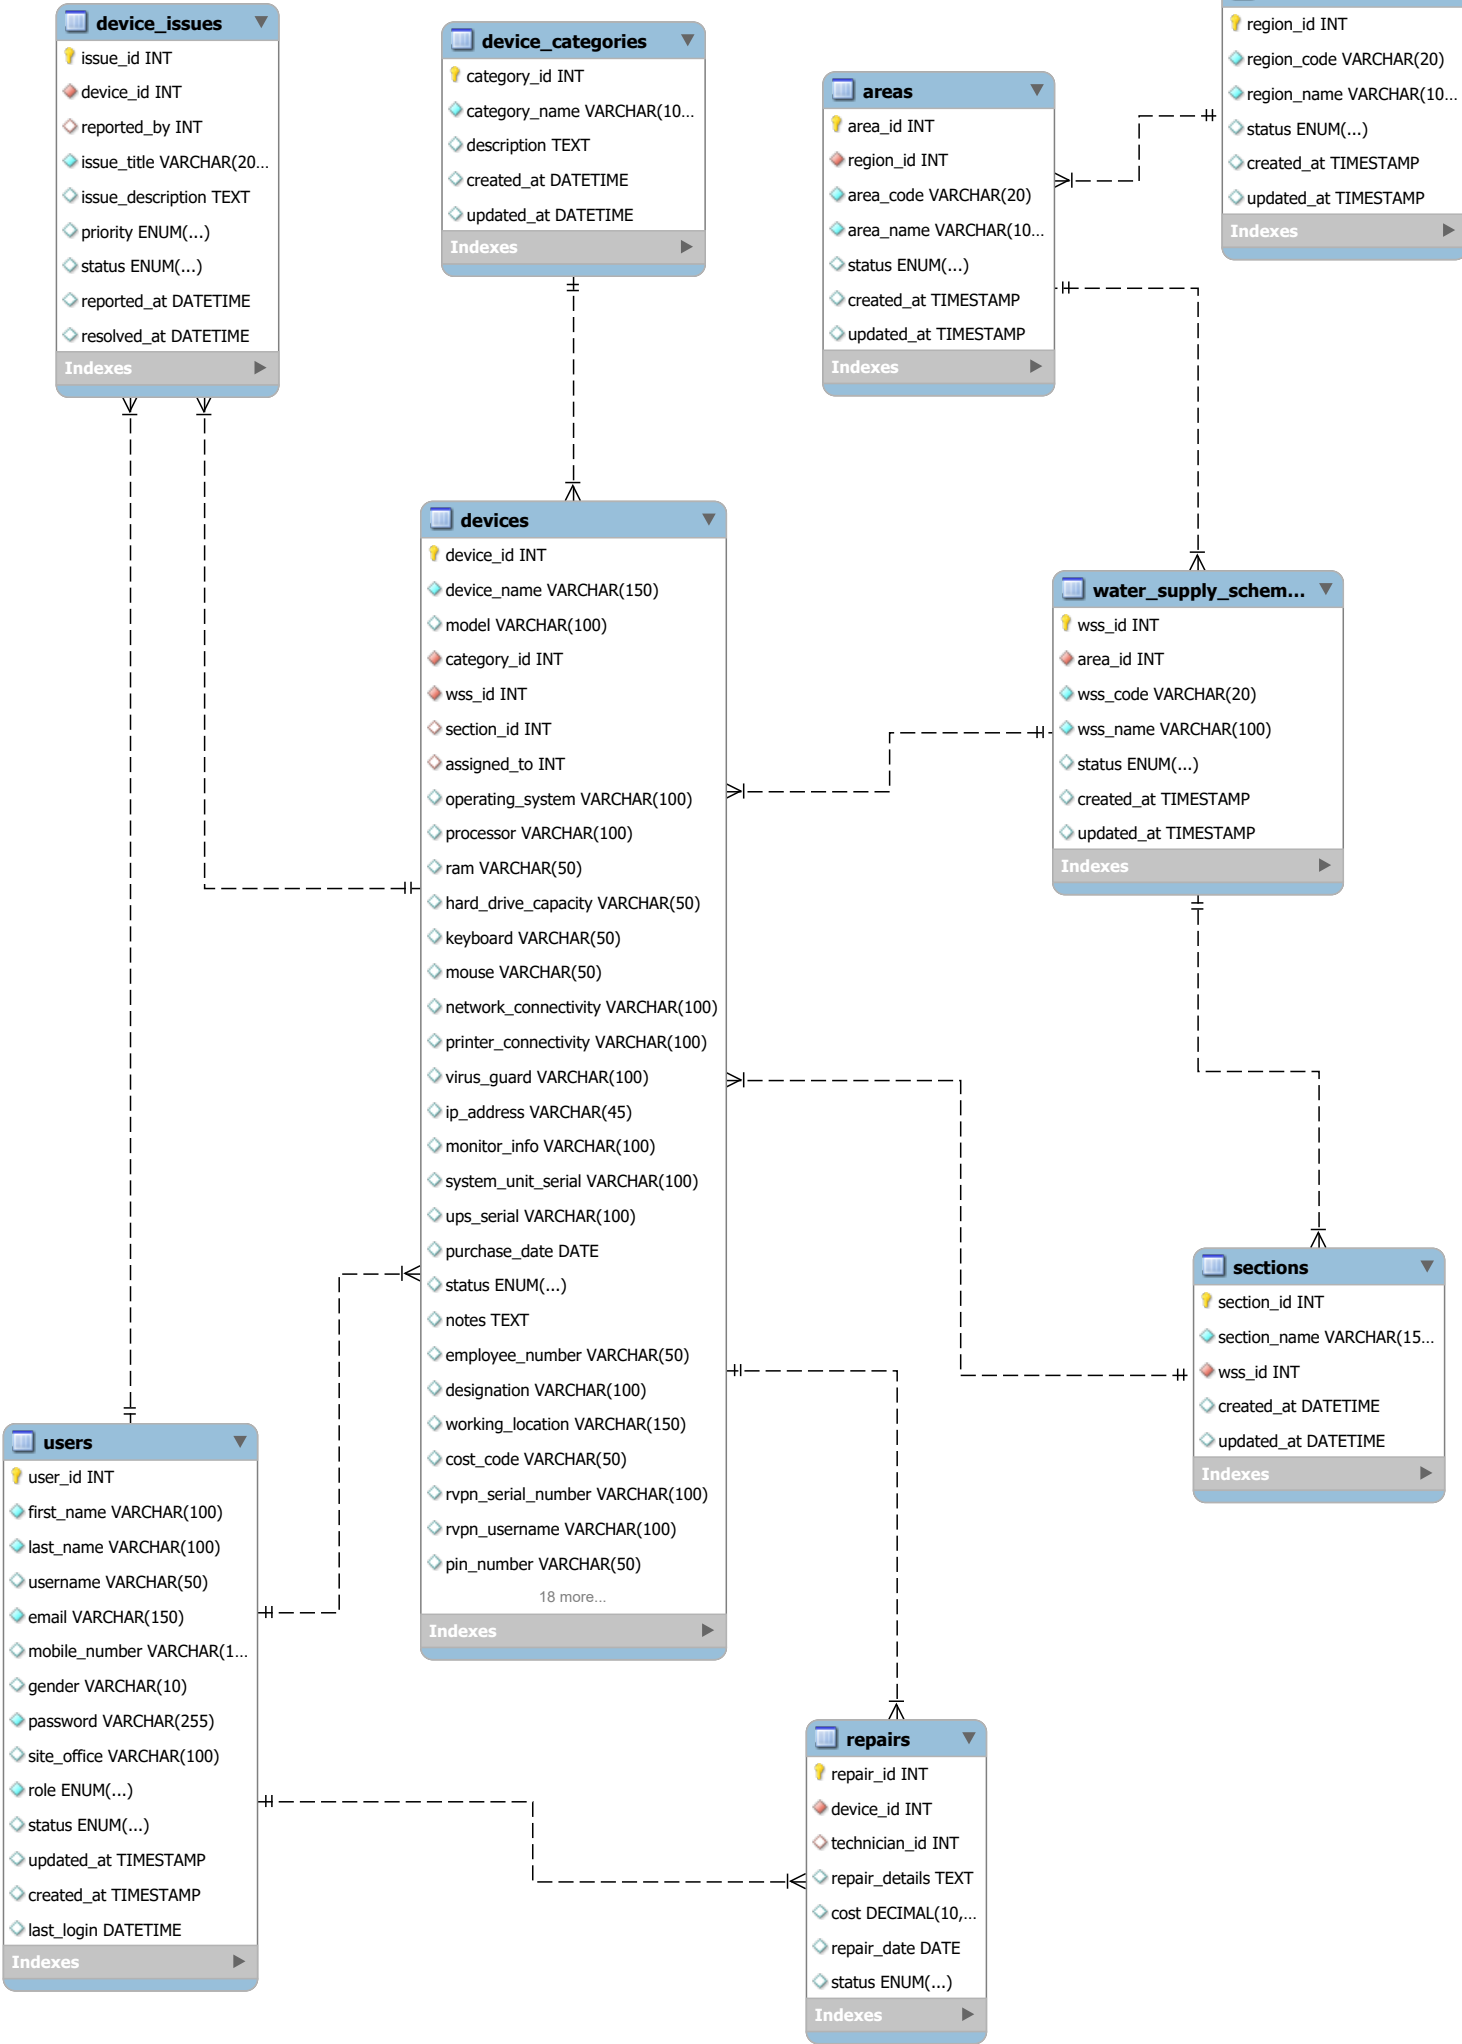 device_issues
issue_id INT
device_id INT
reported_by INT
issue_title VARCHAR(20...
issue_description TEXT
priority ENUM(...)
status ENUM(...)
reported_at DATETIME
resolved_at DATETIME
Indexes
device_categories
category_id INT
category_name VARCHAR(10...
description TEXT
created_at DATETIME
updated_at DATETIME
Indexes
areas
area_id INT
region_id INT
area_code VARCHAR(20)
area_name VARCHAR(10...
status ENUM(...)
created_at TIMESTAMP
updated_at TIMESTAMP
Indexes
region_id INT
region_code VARCHAR(20)
region_name VARCHAR(10...
status ENUM(...)
created_at TIMESTAMP
updated_at TIMESTAMP
Indexes
devices
device_id INT
device_name VARCHAR(150)
model VARCHAR(100)
category_id INT
wss_id INT
section_id INT
assigned_to INT
operating_system VARCHAR(100)
processor VARCHAR(100)
ram VARCHAR(50)
hard_drive_capacity VARCHAR(50)
keyboard VARCHAR(50)
mouse VARCHAR(50)
network_connectivity VARCHAR(100)
printer_connectivity VARCHAR(100)
virus_guard VARCHAR(100)
ip_address VARCHAR(45)
monitor_info VARCHAR(100)
system_unit_serial VARCHAR(100)
ups_serial VARCHAR(100)
purchase_date DATE
status ENUM(...)
notes TEXT
employee_number VARCHAR(50)
designation VARCHAR(100)
working_location VARCHAR(150)
cost_code VARCHAR(50)
rvpn_serial_number VARCHAR(100)
rvpn_username VARCHAR(100)
pin_number VARCHAR(50)
18 more...
Indexes
water_supply_schem...
wss_id INT
area_id INT
wss_code VARCHAR(20)
wss_name VARCHAR(100)
status ENUM(...)
created_at TIMESTAMP
updated_at TIMESTAMP
Indexes
sections
section_id INT
section_name VARCHAR(15...
wss_id INT
created_at DATETIME
updated_at DATETIME
Indexes
users
user_id INT
first_name VARCHAR(100)
last_name VARCHAR(100)
username VARCHAR(50)
email VARCHAR(150)
mobile_number VARCHAR(1...
gender VARCHAR(10)
password VARCHAR(255)
site_office VARCHAR(100)
role ENUM(...)
status ENUM(...)
updated_at TIMESTAMP
created_at TIMESTAMP
last_login DATETIME
Indexes
repairs
repair_id INT
device_id INT
technician_id INT
repair_details TEXT
cost DECIMAL(10,...
repair_date DATE
status ENUM(...)
Indexes